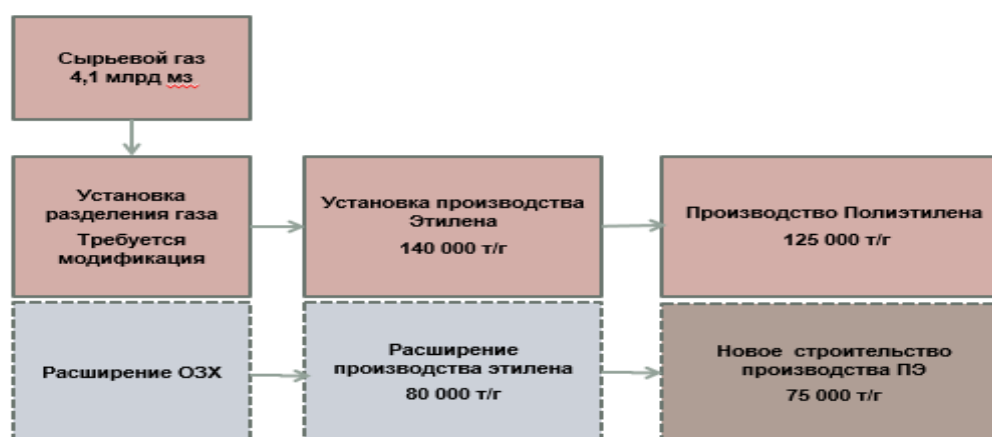 Сырьевой газ
4,1 млрд мз
Установка
разделения газа
Требуется
модификация
Установка производства
Этилена
140 000 т/г
Производство Полиэтилена
125 000 т/г
Расширение ОЗХ
Расширение
производства этилена
80 000 т/г
Новое строительство
производства ПЭ
75 000 т/г